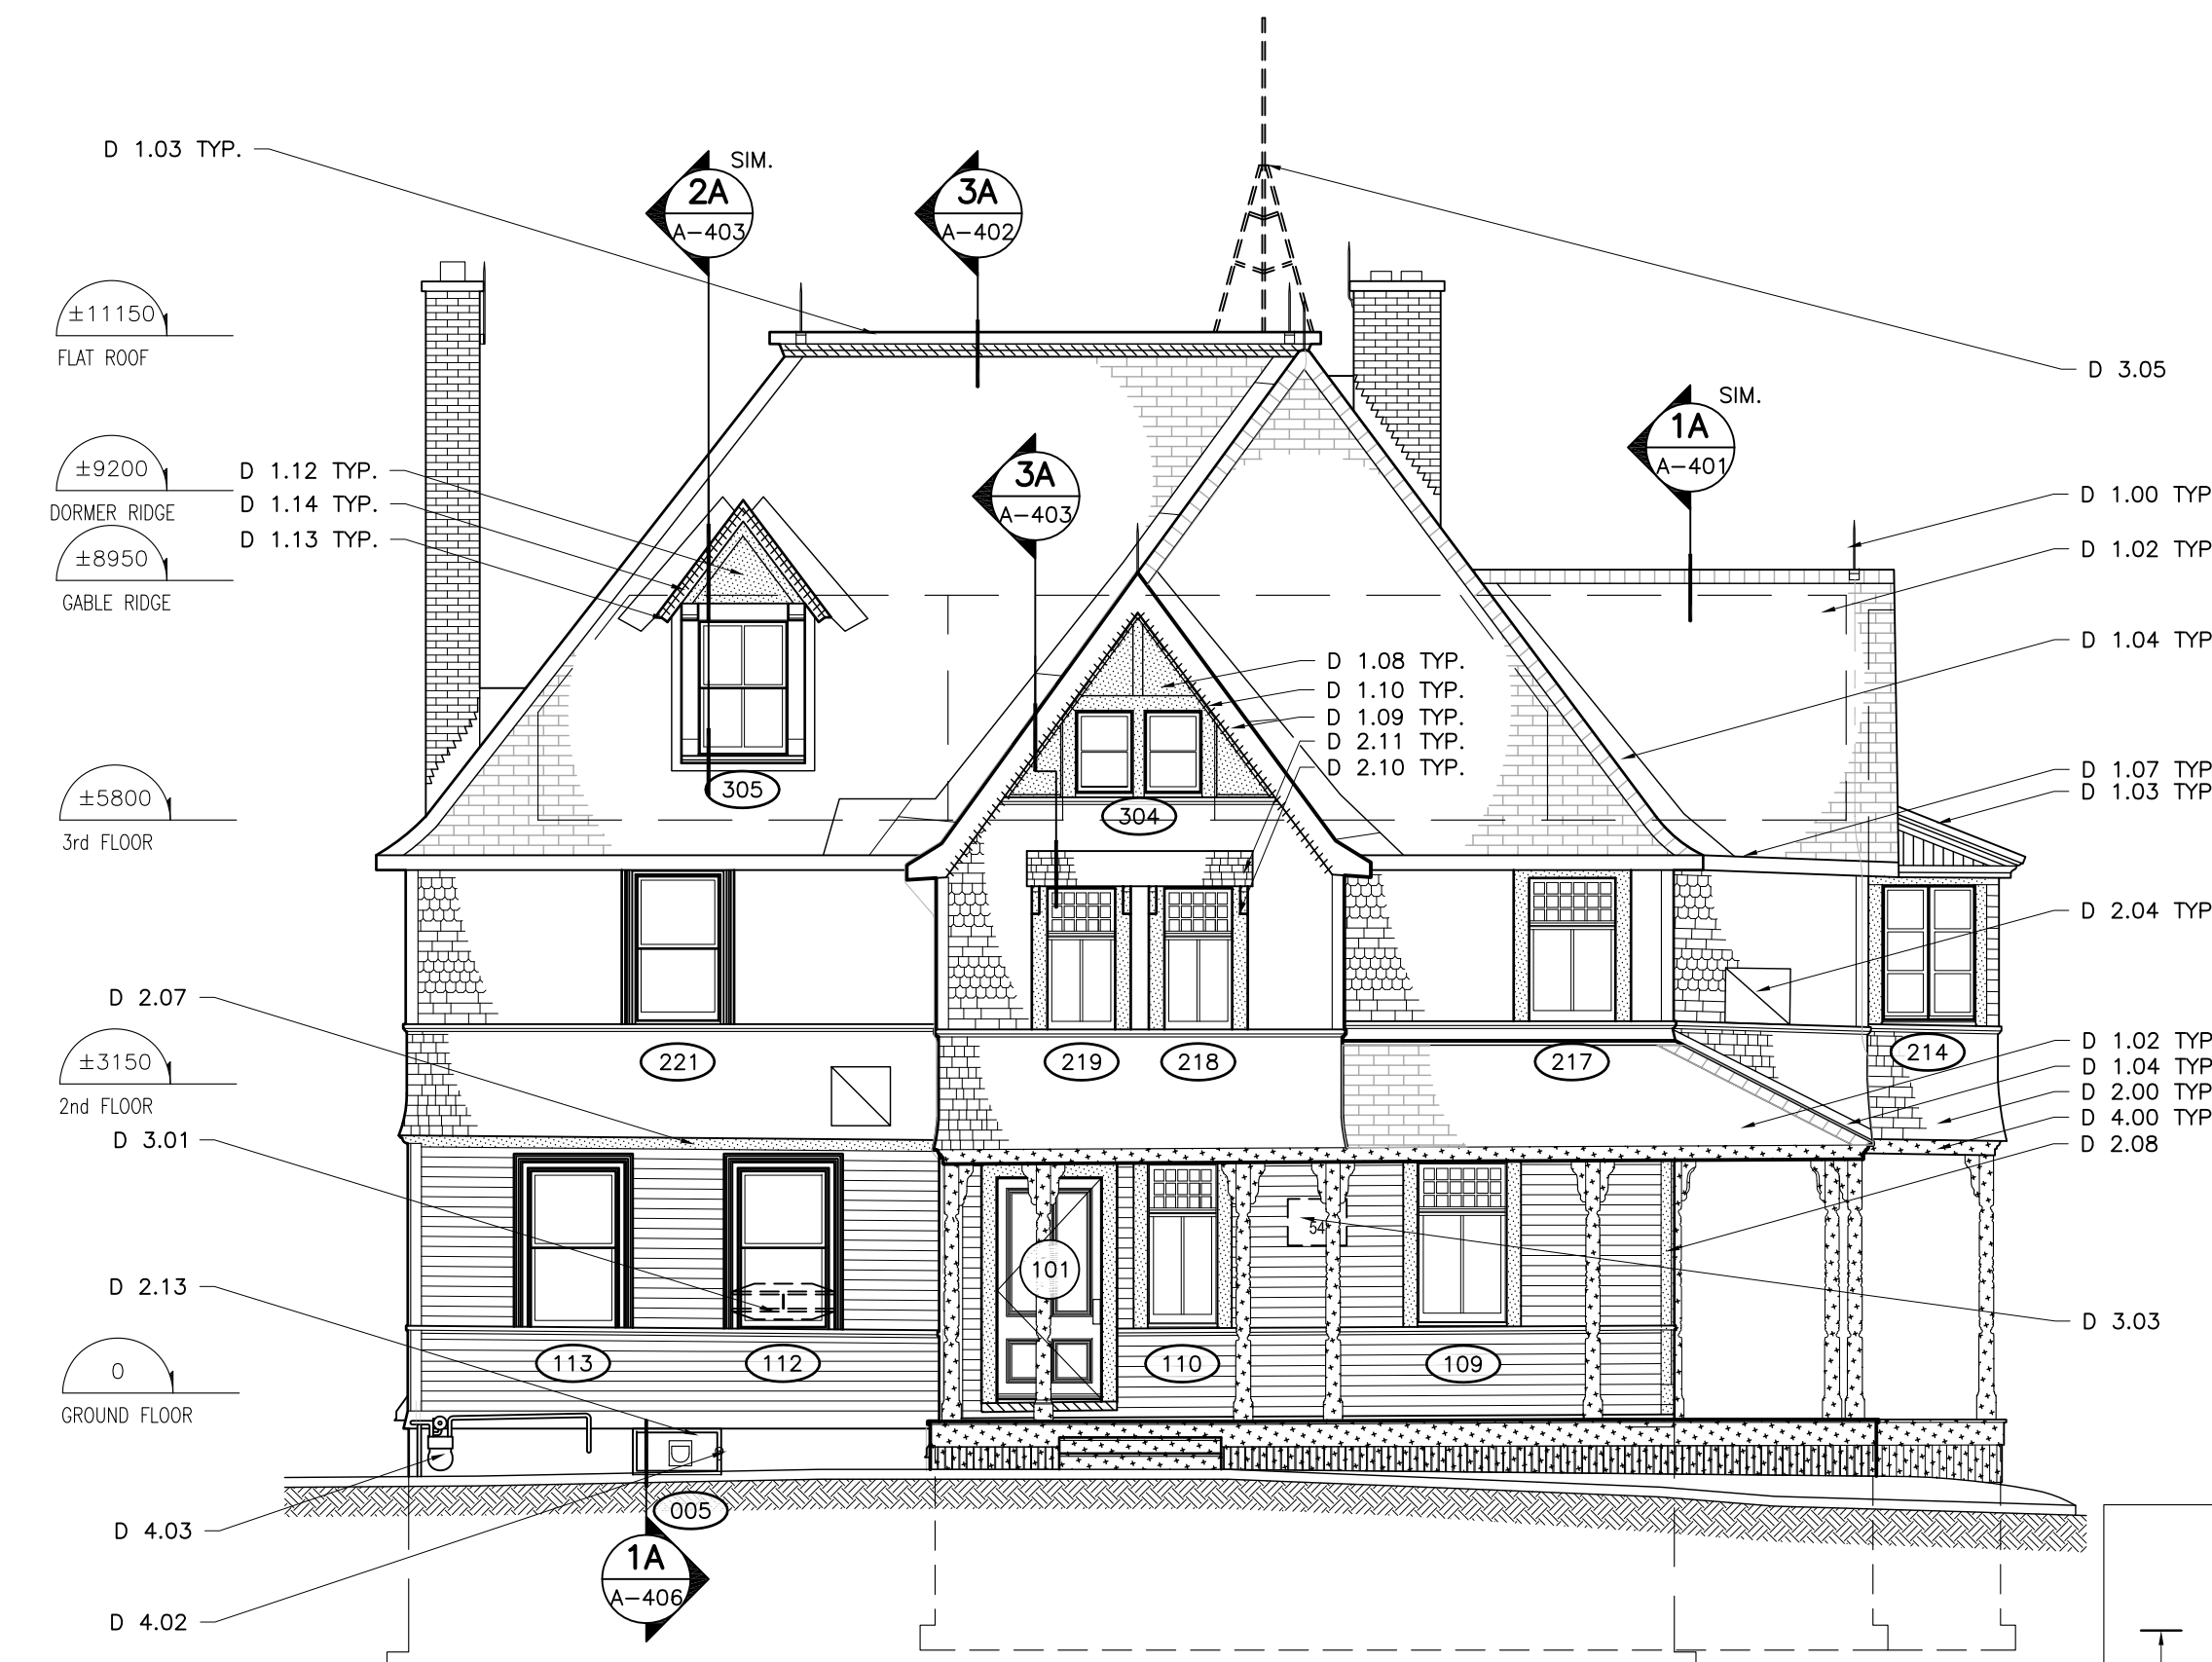 D 1.03 TYP.
2A
A-403
SIM.
3A
A-402
±11150
FLAT ROOF
D 3.05
1A
A-401
SIM.
±9200
DORMER RIDGE
D 1.12 TYP.
D 1.14 TYP.
D 1.13 TYP.
±8950
GABLE RIDGE
3A
A-403
D 1.00 TYP
D 1.02 TYP
D 1.04 TYP
D 1.08 TYP.
D 1.10 TYP.
D 1.09 TYP.
D 2.11 TYP.
D 2.10 TYP.
D 1.07 TYP
D 1.03 TYP
±5800
3rd FLOOR
305
304
D 2.04 TYP
D 2.07
±3150
2nd FLOOR
221
219
218
217
214
D 1.02 TYP
D 1.04 TYP
D 2.00 TYP
D 4.00 TYP
D 2.08
D 3.01
54
101
D 2.13
D 3.03
0
GROUND FLOOR
113
112
110
109
D 4.03
005
1A
A-406
D 4.02